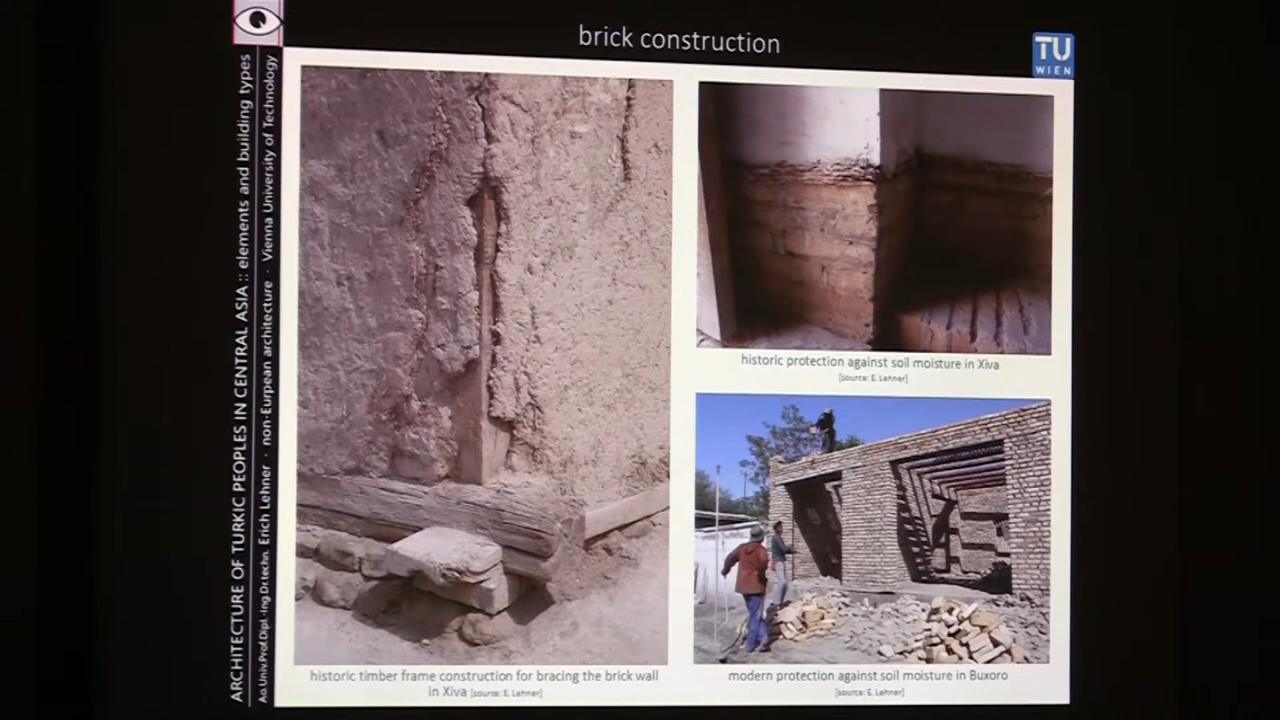 brick construction
TU
WIEN
ARCHITECTURE OF TURKIC PEOPLES IN CENTRAL ASIA :: elements and building types
Ao.Univ.Prof.Dipl.-Ing.Dr.techn. Erich Lehner · non-Eurpean architecture · Vienna University of Technology
historic timber frame construction for bracing the brick wall
in Xiva [source: E. Lehner]
historic protection against soil moisture in Xiva
[source: E. Lehner]
modern protection against soil moisture in Buxoro
[source: E. Lehner]